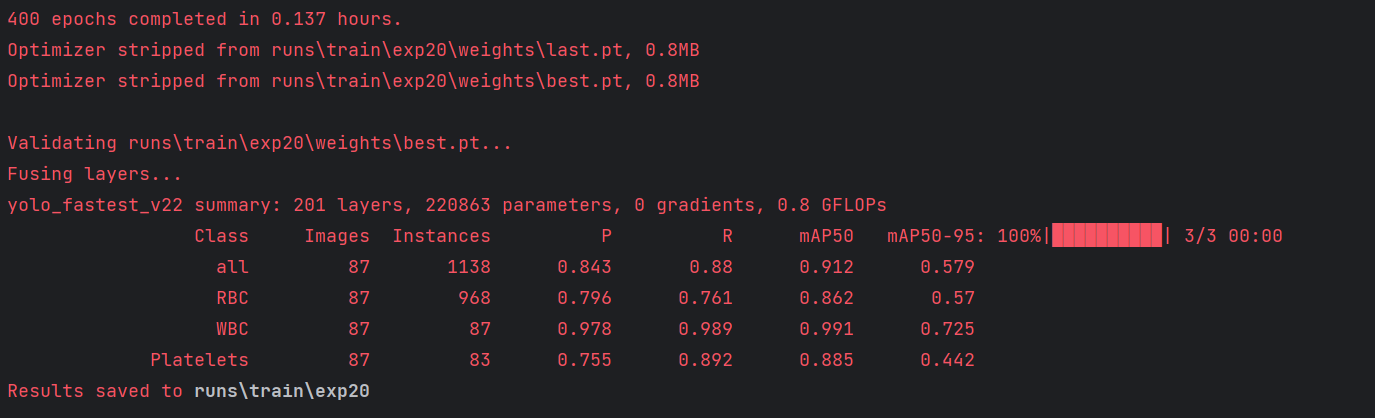 400 epochs completed in 0.137 hours.
Optimizer stripped from runs\train\exp20\weights\last.pt, 0.8MB
Optimizer stripped from runs\train\exp20\weights\best.pt, 0.8MB
Validating runs\train\exp20\weights\best.pt...
Fusing layers...
yolo_fastest_v22 summary: 201 layers, 220863 parameters, 0 gradients, 0.8 GFLOPs
Class Images Instances P R mAP50 mAP50-95: 100%|██████████| 3/3 00:00
all 87 1138 0.843 0.88 0.912 0.579
RBC 87 968 0.796 0.761 0.862 0.57
WBC 87 87 0.978 0.989 0.991 0.725
Platelets 87 83 0.755 0.892 0.885 0.442
Results saved to runs\train\exp20